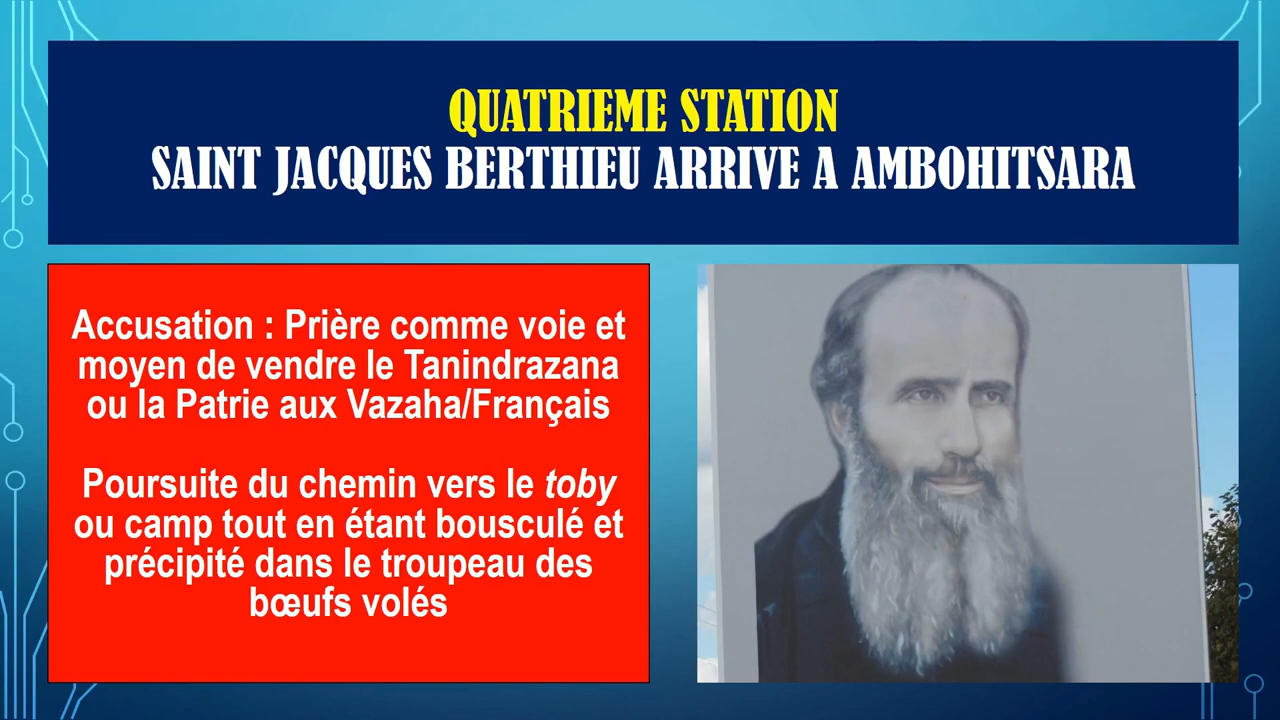 QUATRIEME STATION
SAINT JACQUES BERTHIEU ARRIVE A AMBOHITSARA
Accusation : Prière comme voie et
moyen de vendre le Tanindrazana
ou la Patrie aux Vazaha/Français
Poursuite du chemin vers le toby
ou camp tout en étant bousculé et
précipité dans le troupeau des
bœufs volés